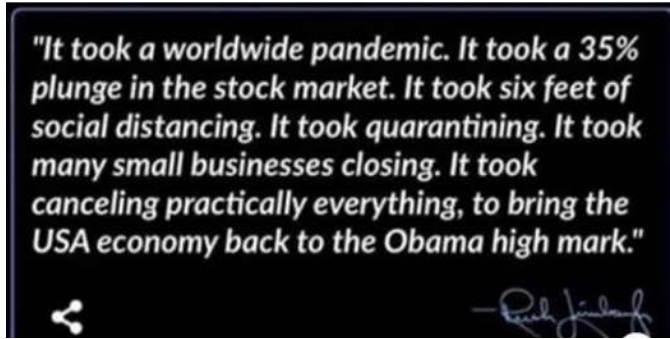 "It took a worldwide pandemic. It took a 35%
plunge in the stock market. It took six feet of
social distancing. It took quarantining. It took
many small businesses closing. It took
canceling practically everything, to bring the
USA economy back to the Obama high mark."
—Rush Limbaugh